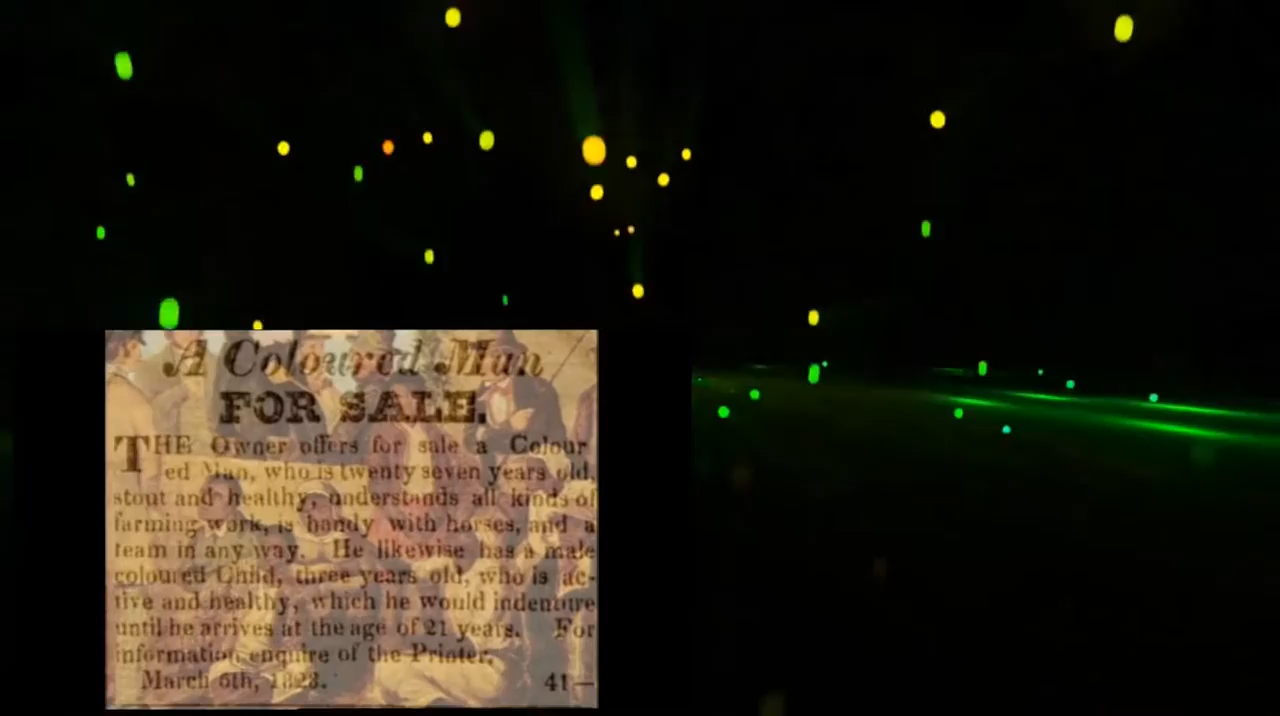 A Coloured Man
FOR SALE.
THE Owner offers for sale a Colour
ed Man, who is twenty seven years old,
stout and healthy, understands all kinds of
farming work, is handy with horses, and a
team in any way. He likewise has a male
coloured Child, three years old, who is ac-
tive and healthy, which he would indenture
until he arrives at the age of 21 years. For
information enquire of the Printer.
March 6th, 1823. 41—